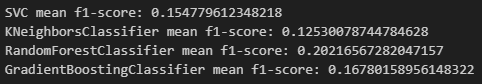 SVC mean f1-score: 0.154779612348218
KNeighborsClassifier mean f1-score: 0.12530078744784628
RandomForestClassifier mean f1-score: 0.20216567282047157
GradientBoostingClassifier mean f1-score: 0.16780158956148322